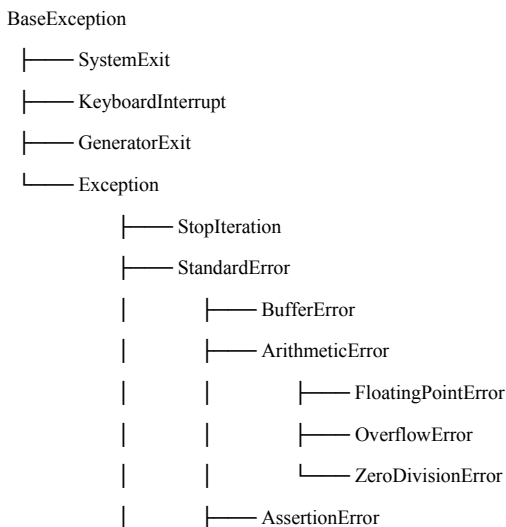 BaseException
├── SystemExit
├── KeyboardInterrupt
├── GeneratorExit
└── Exception
├── StopIteration
├── StandardError
│ ├── BufferError
│ ├── ArithmeticError
│ │ ├── FloatingPointError
│ │ ├── OverflowError
│ │ └── ZeroDivisionError
│ ├── AssertionError